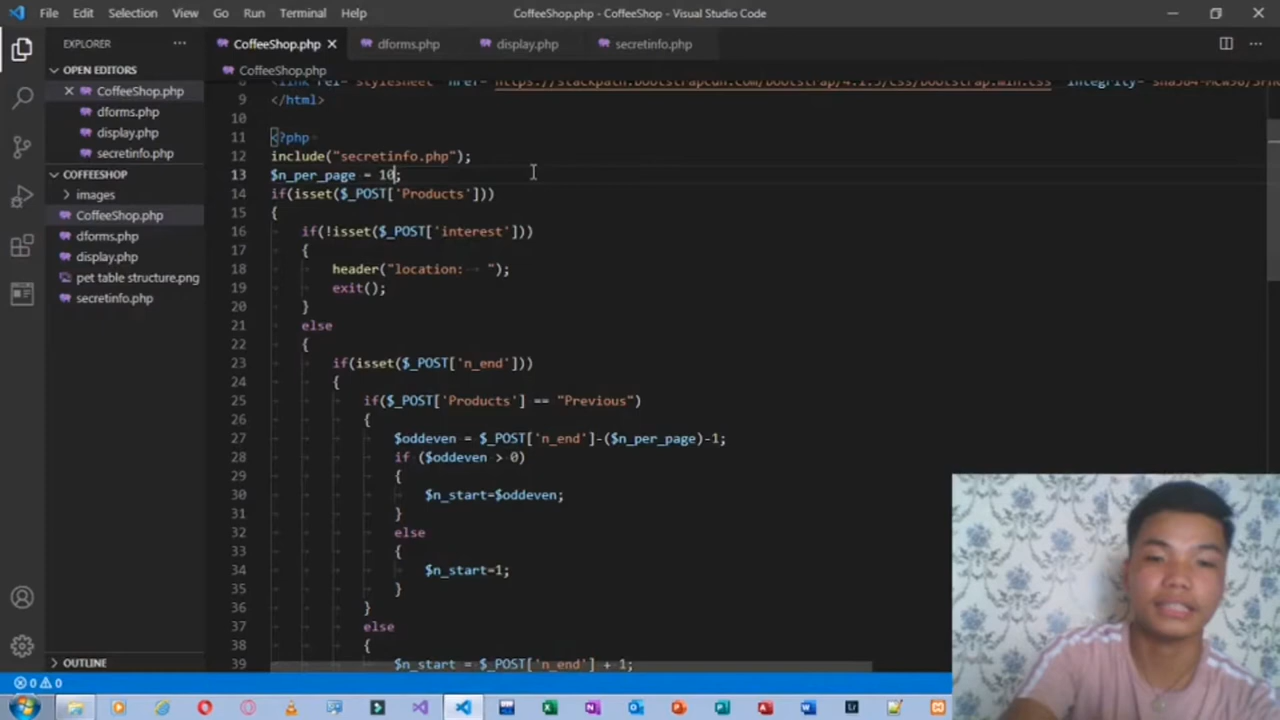 File Edit Selection View Go Run Terminal Help
CoffeeShop.php - CoffeeShop - Visual Studio Code
EXPLORER
OPEN EDITORS
CoffeeShop.php
dforms.php
display.php
secretinfo.php
COFFEESHOP
images
CoffeeShop.php
dforms.php
display.php
pet table structure.png
secretinfo.php
OUTLINE
CoffeeShop.php dforms.php display.php secretinfo.php
CoffeeShop.php
9 </html>
10
11 <?php
12 include("secretinfo.php");
13 $n_per_page = 10;
14 if(isset($_POST['Products']))
15 {
16 if(!isset($_POST['interest']))
17 {
18 header("location: ");
19 exit();
20 }
21 else
22 {
23 if(isset($_POST['n_end']))
24 {
25 if($_POST['Products'] == "Previous")
26 {
27 $oddeven = $_POST['n_end']-($n_per_page)-1;
28 if ($oddeven > 0)
29 {
30 $n_start=$oddeven;
31 }
32 else
33 {
34 $n_start=1;
35 }
36 }
37 else
38 {
39 $n_start = $_POST['n_end'] + 1;
0 0